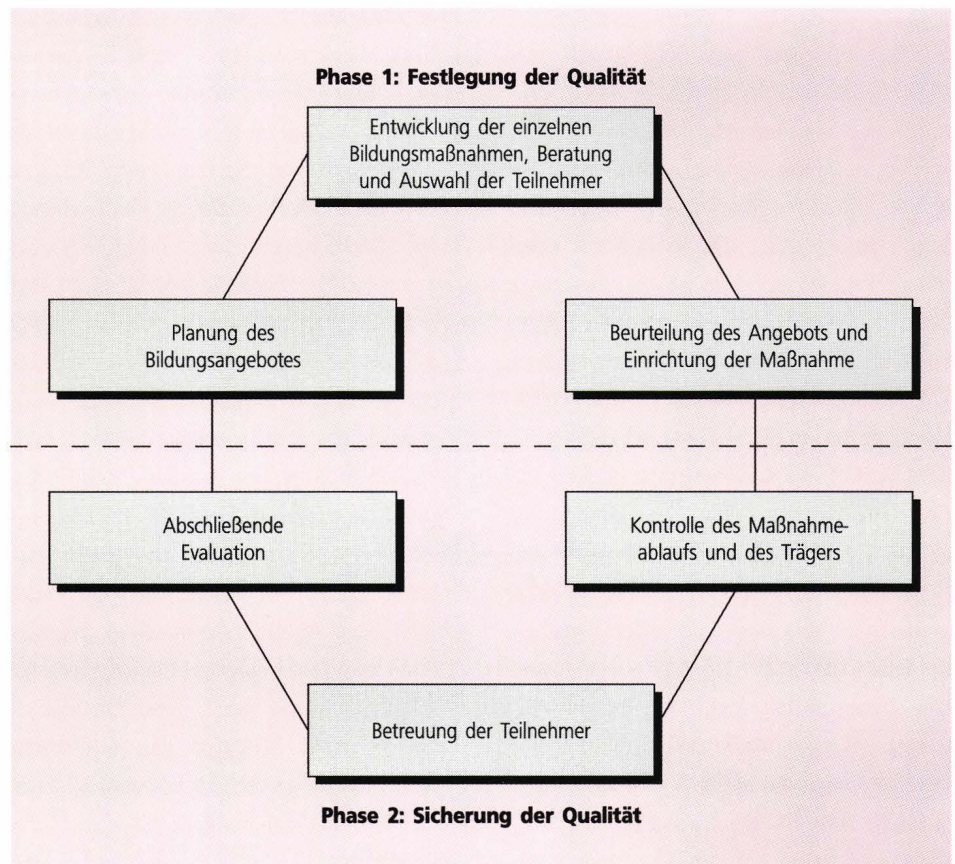 Phase 1: Festlegung der Qualität
Entwicklung der einzelnen
Bildungsmaßnahmen, Beratung
und Auswahl der Teilnehmer
Planung des
Bildungsangebotes
Beurteilung des Angebots und
Einrichtung der Maßnahme
Abschließende
Evaluation
Kontrolle des Maßnahme-
ablaufs und des Trägers
Betreuung der Teilnehmer
Phase 2: Sicherung der Qualität